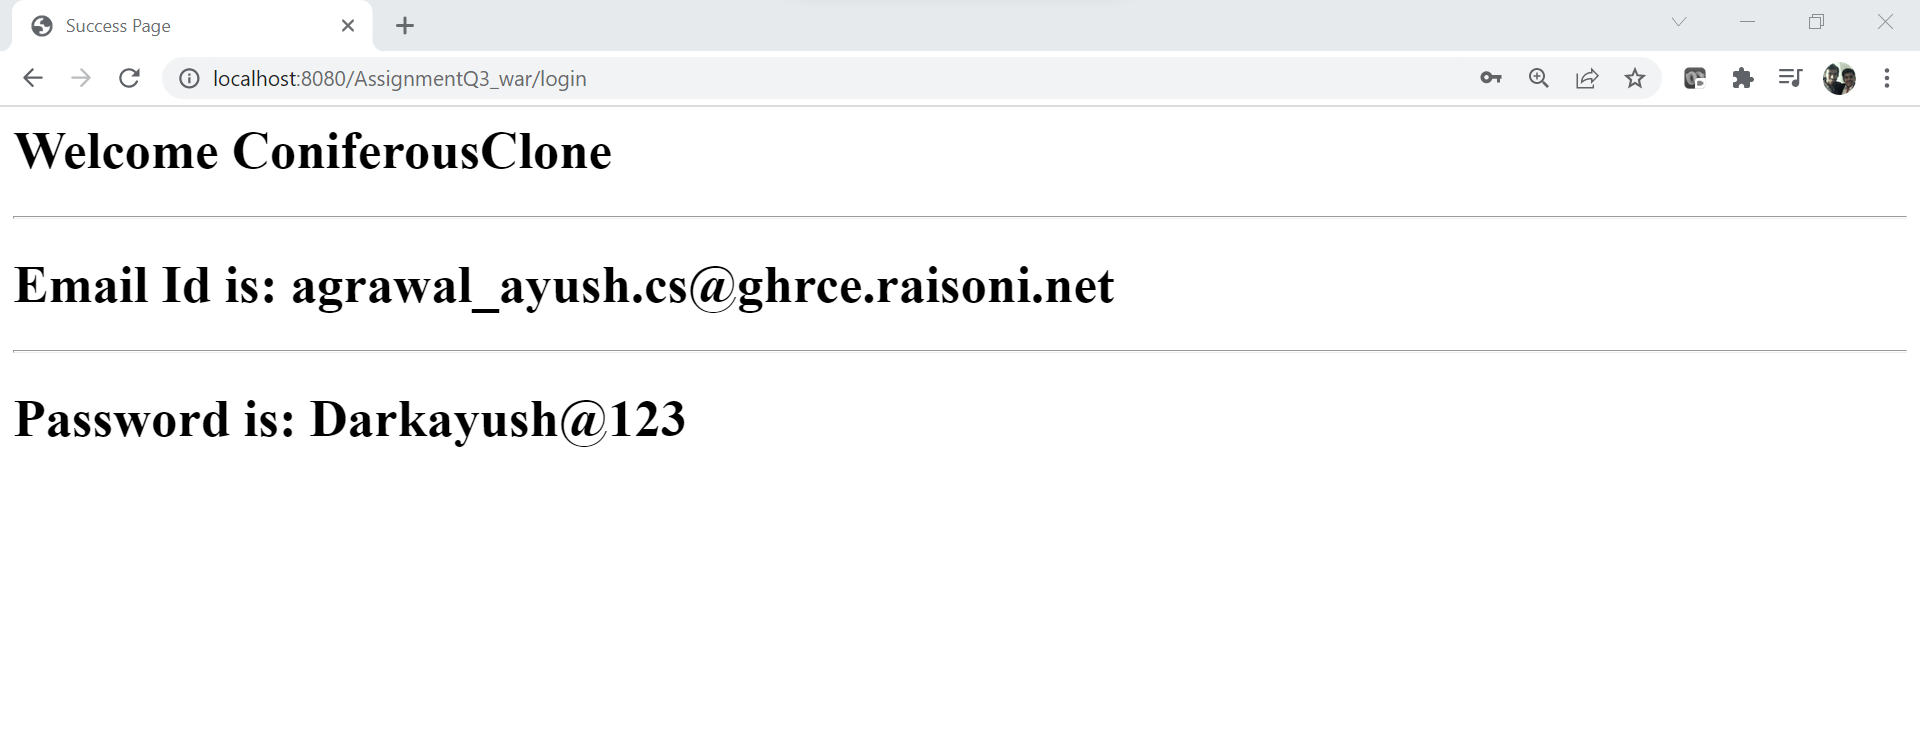 Success Page
localhost:8080/AssignmentQ3_war/login
Welcome ConiferousClone
Email Id is: agrawal_ayush.cs@ghrce.raisoni.net
Password is: Darkayush@123